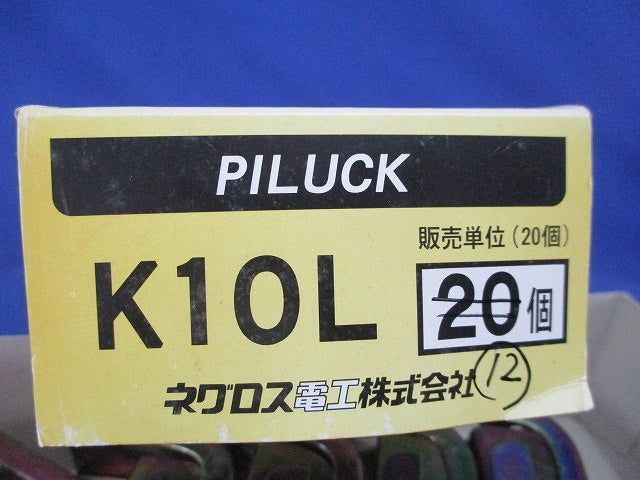 PILUCK
販売単位(20個)
K10L
20個
ネグロス電工株式会社
12